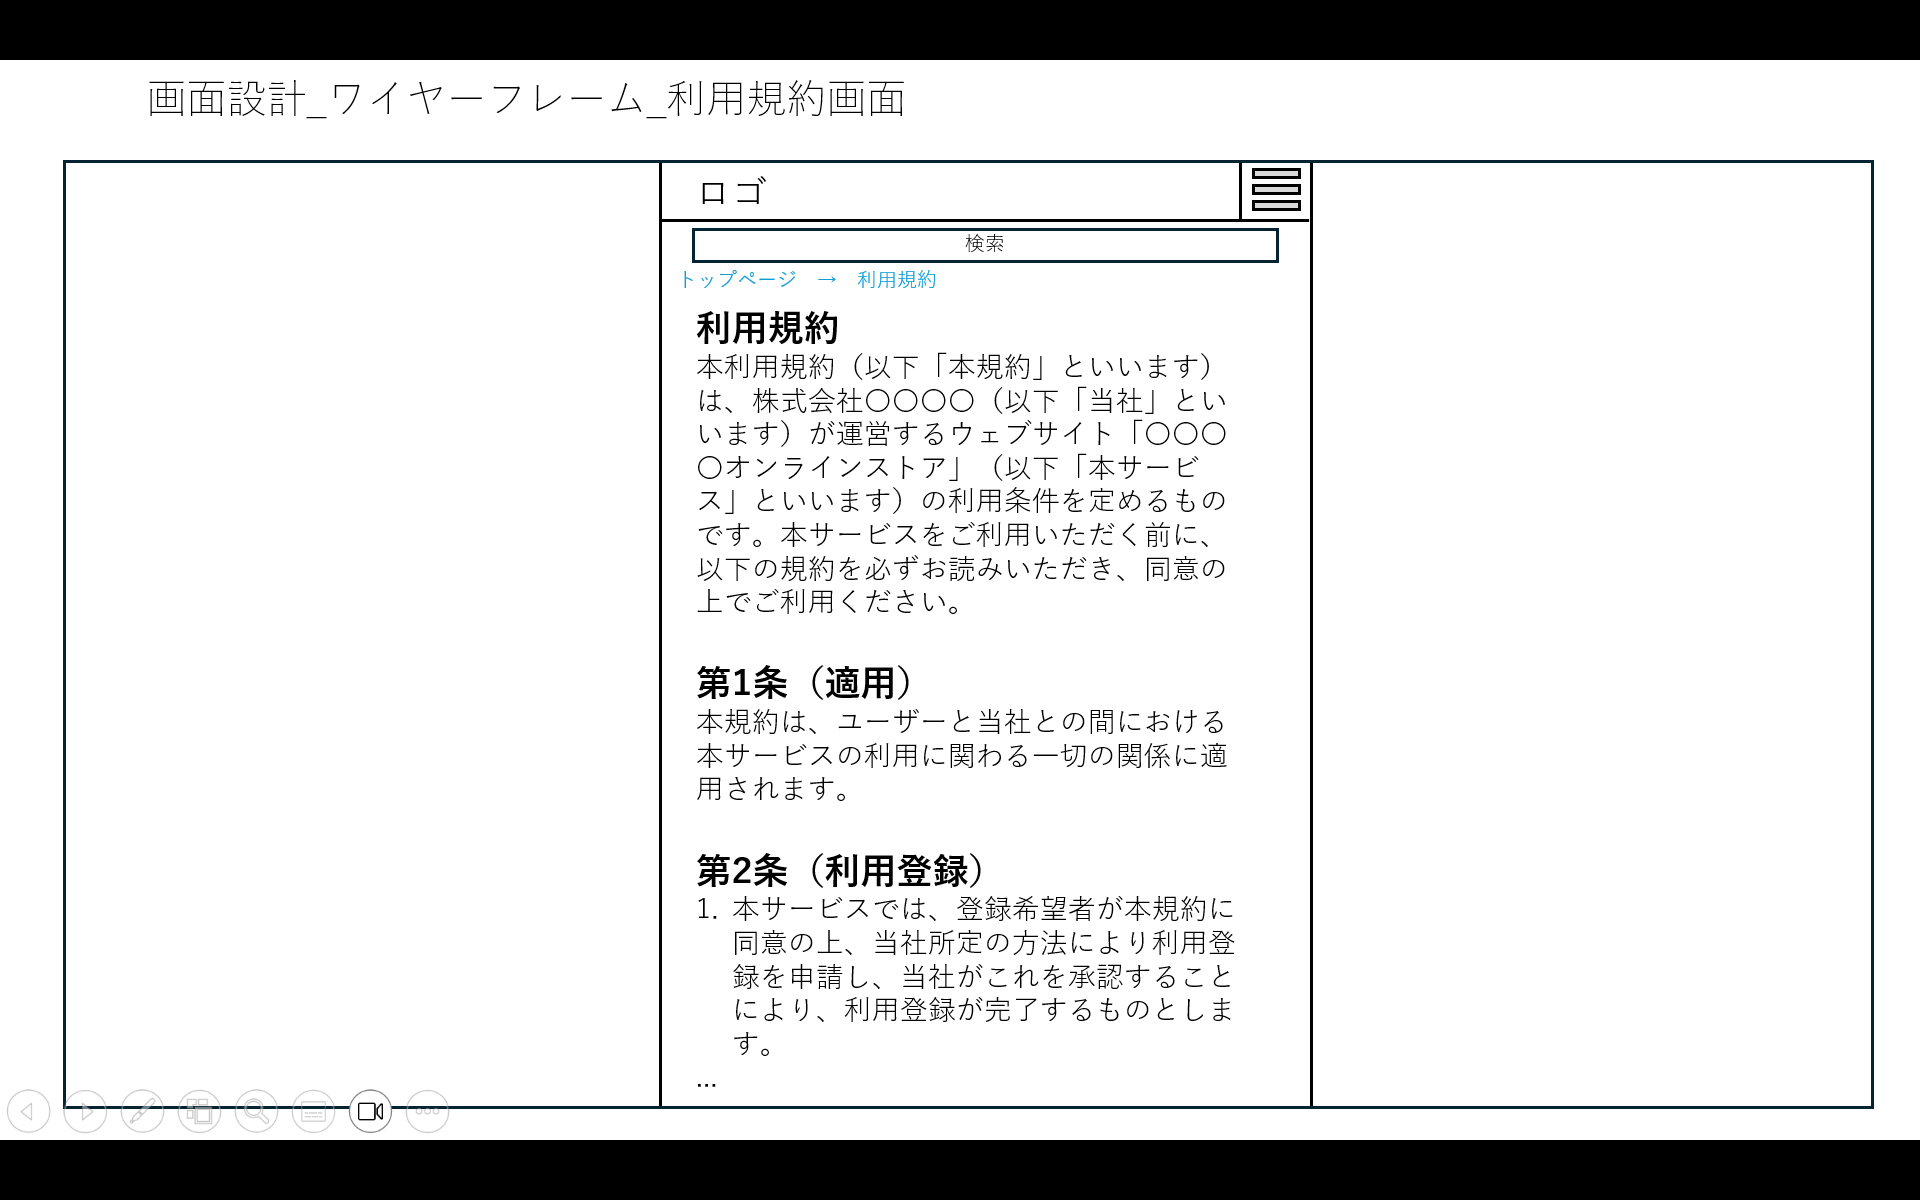 画面設計_ワイヤーフレーム_利用規約画面
ロゴ
検索
トップページ　→　利用規約
利用規約
本利用規約（以下「本規約」といいます）
は、株式会社〇〇〇〇（以下「当社」とい
います）が運営するウェブサイト「〇〇〇
〇オンラインストア」（以下「本サービ
ス」といいます）の利用条件を定めるもの
です。本サービスをご利用いただく前に、
以下の規約を必ずお読みいただき、同意の
上でご利用ください。
第1条（適用）
本規約は、ユーザーと当社との間における
本サービスの利用に関わる一切の関係に適
用されます。
第2条（利用登録）
1. 本サービスでは、登録希望者が本規約に
同意の上、当社所定の方法により利用登
録を申請し、当社がこれを承認すること
により、利用登録が完了するものとしま
す。
...